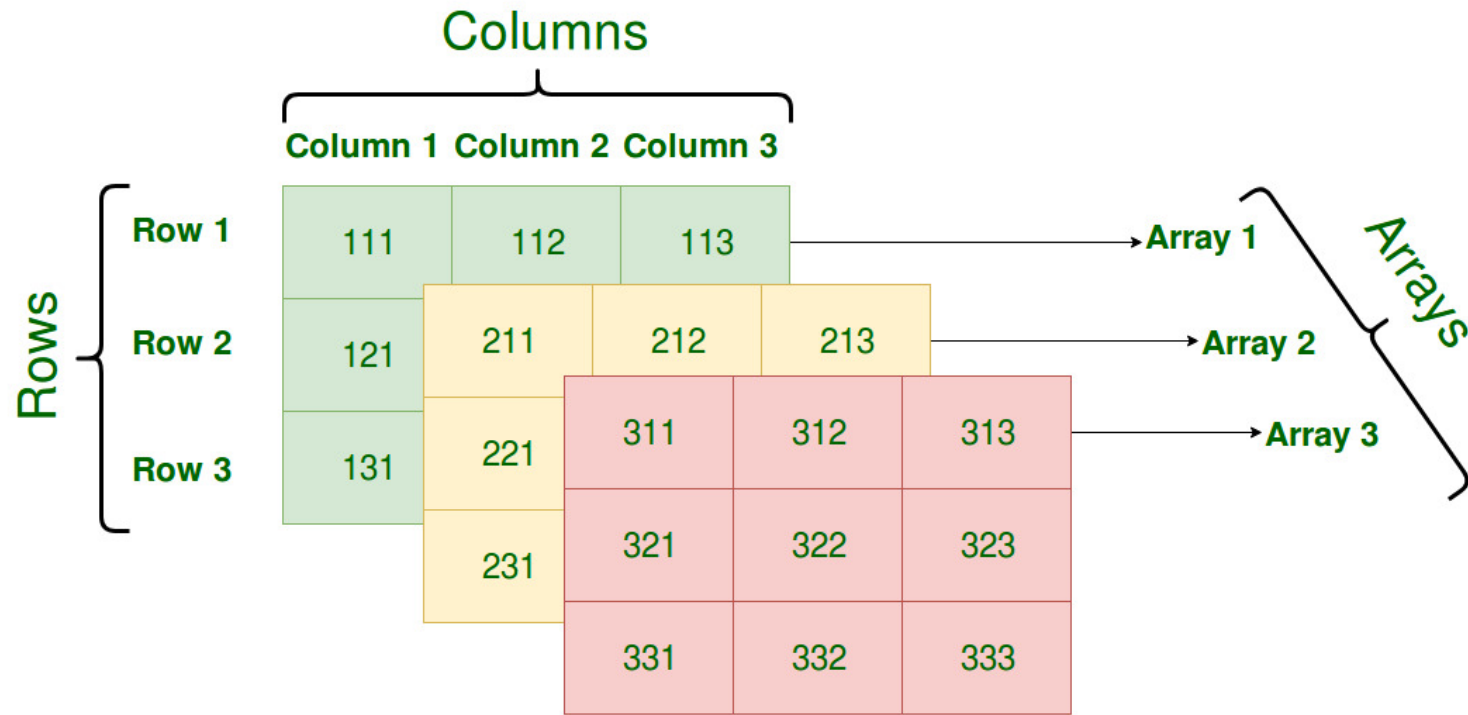 Columns
Column 1 Column 2 Column 3
Row 1 111 112 113 Array 1
Arrays
Row 2 121 211 212 213 Array 2
Rows
311 312 313 Array 3
Row 3 131 221
321 322 323
231
331 332 333